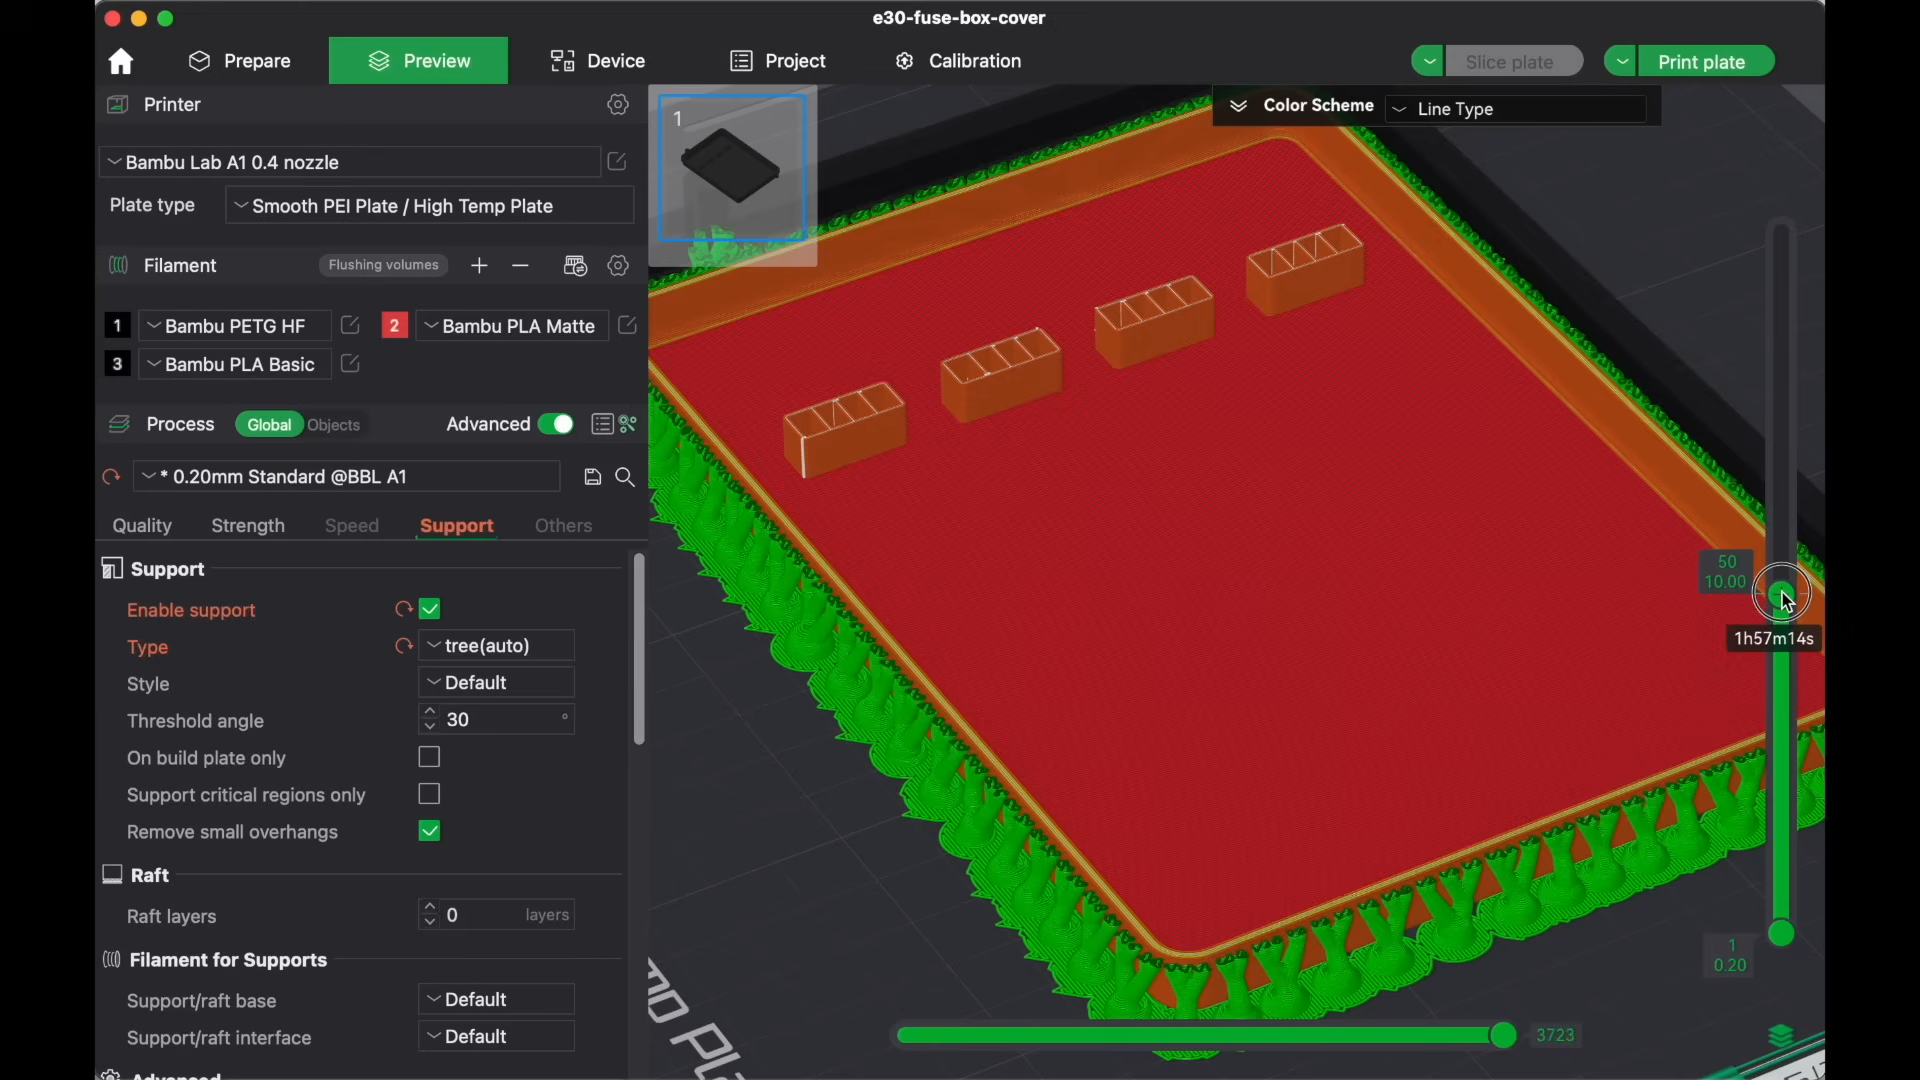 e30-fuse-box-cover
Prepare
Preview
Device
Project
Calibration
Slice plate
Print plate
Printer
1
Color Scheme
Line Type
Bambu Lab A1 0.4 nozzle
Plate type
Smooth PEI Plate / High Temp Plate
Filament
Flushing volumes
1
Bambu PETG HF
2
Bambu PLA Matte
3
Bambu PLA Basic
Process
Global
Objects
Advanced
* 0.20mm Standard @BBL A1
Quality
Strength
Speed
Support
Others
Support
Enable support
Type
tree(auto)
Style
Default
Threshold angle
30
°
On build plate only
Support critical regions only
Remove small overhangs
Raft
Raft layers
0
layers
Filament for Supports
Support/raft base
Default
Support/raft interface
Default
Advanced
50
10.00
1h57m14s
1
0.20
3723